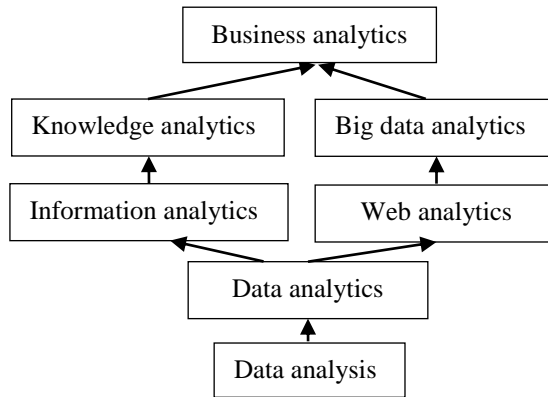 Business analytics
Knowledge analytics
Big data analytics
Information analytics
Web analytics
Data analytics
Data analysis